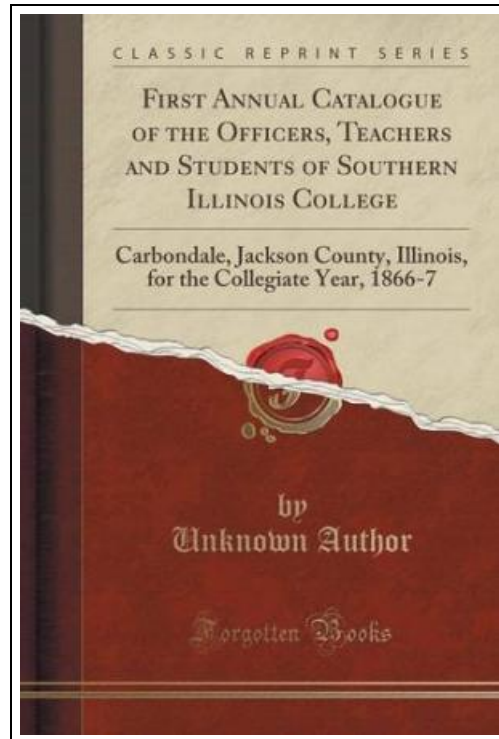 CLASSIC REPRINT SERIES
FIRST ANNUAL CATALOGUE
OF THE OFFICERS, TEACHERS
AND STUDENTS OF SOUTHERN
ILLINOIS COLLEGE
Carbondale, Jackson County, Illinois,
for the Collegiate Year, 1866-7
by
Unknown Author
Forgotten Books